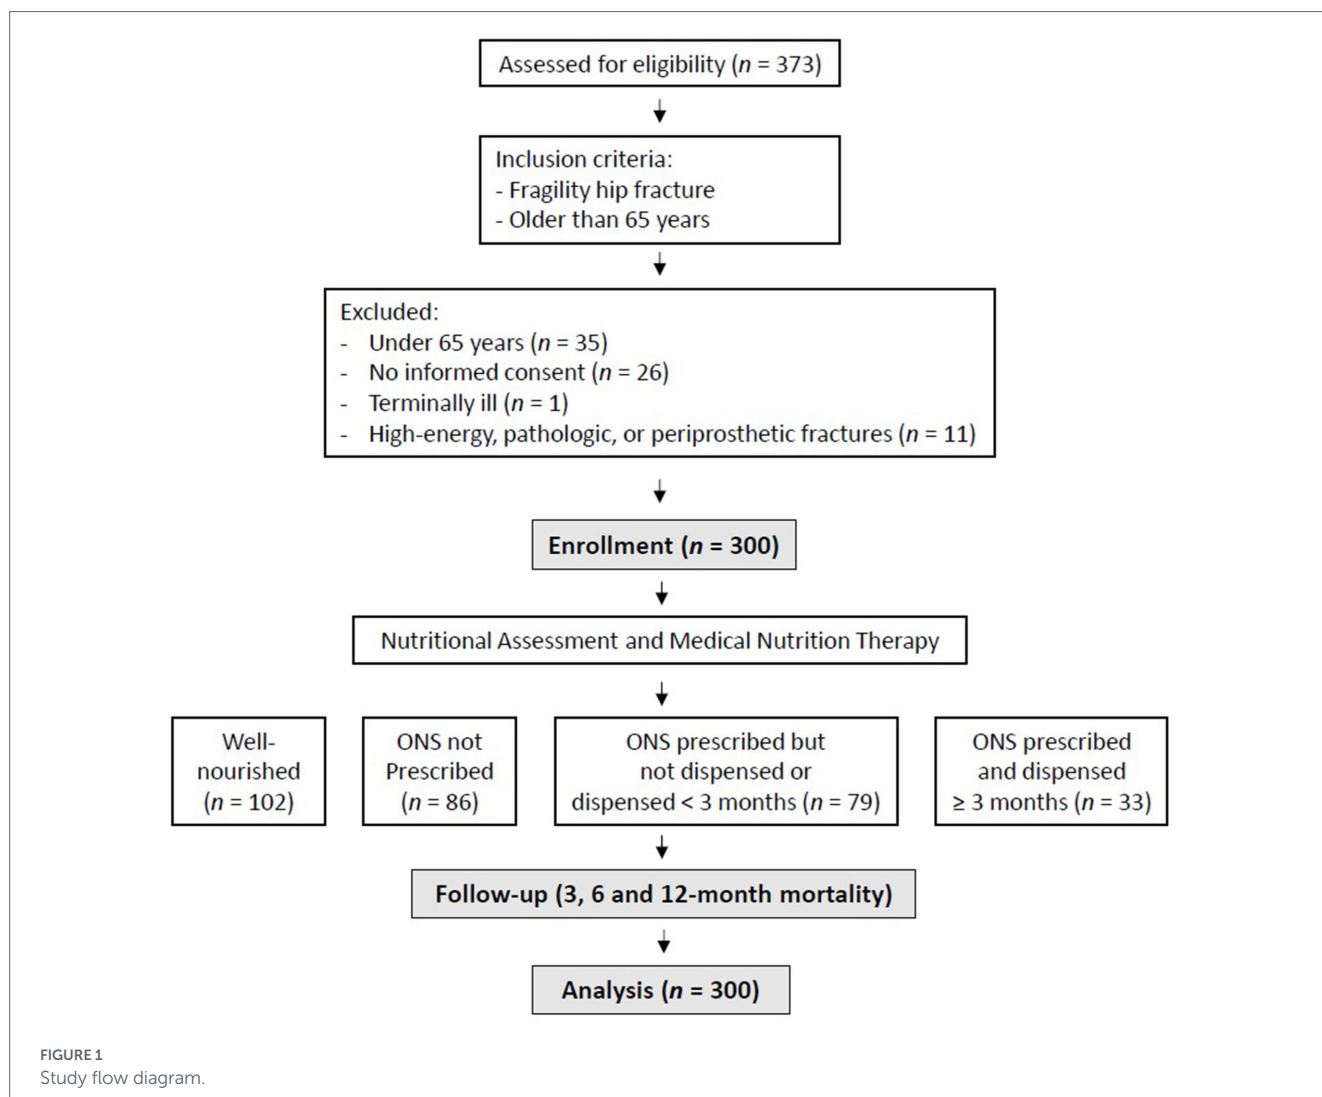 Assessed for eligibility (n = 373)
Inclusion criteria:
- Fragility hip fracture
- Older than 65 years
Excluded:
- Under 65 years (n = 35)
- No informed consent (n = 26)
- Terminally ill (n = 1)
- High-energy, pathologic, or periprosthetic fractures (n = 11)
Enrollment (n = 300)
Nutritional Assessment and Medical Nutrition Therapy
Well-
nourished
(n = 102)
ONS not
Prescribed
(n = 86)
ONS prescribed but
not dispensed or
dispensed < 3 months (n = 79)
ONS prescribed
and dispensed
≥ 3 months (n = 33)
Follow-up (3, 6 and 12-month mortality)
Analysis (n = 300)
FIGURE 1
Study flow diagram.